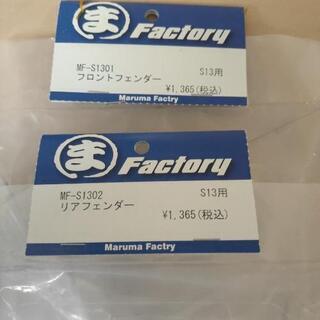 ま Factory
MF-S1301 S13用
フロントフェンダー
¥1,365(税込)
Maruma Factry
ま Factory
MF-S1302 S13用
リアフェンダー
¥1,365(税込)
Maruma Factry